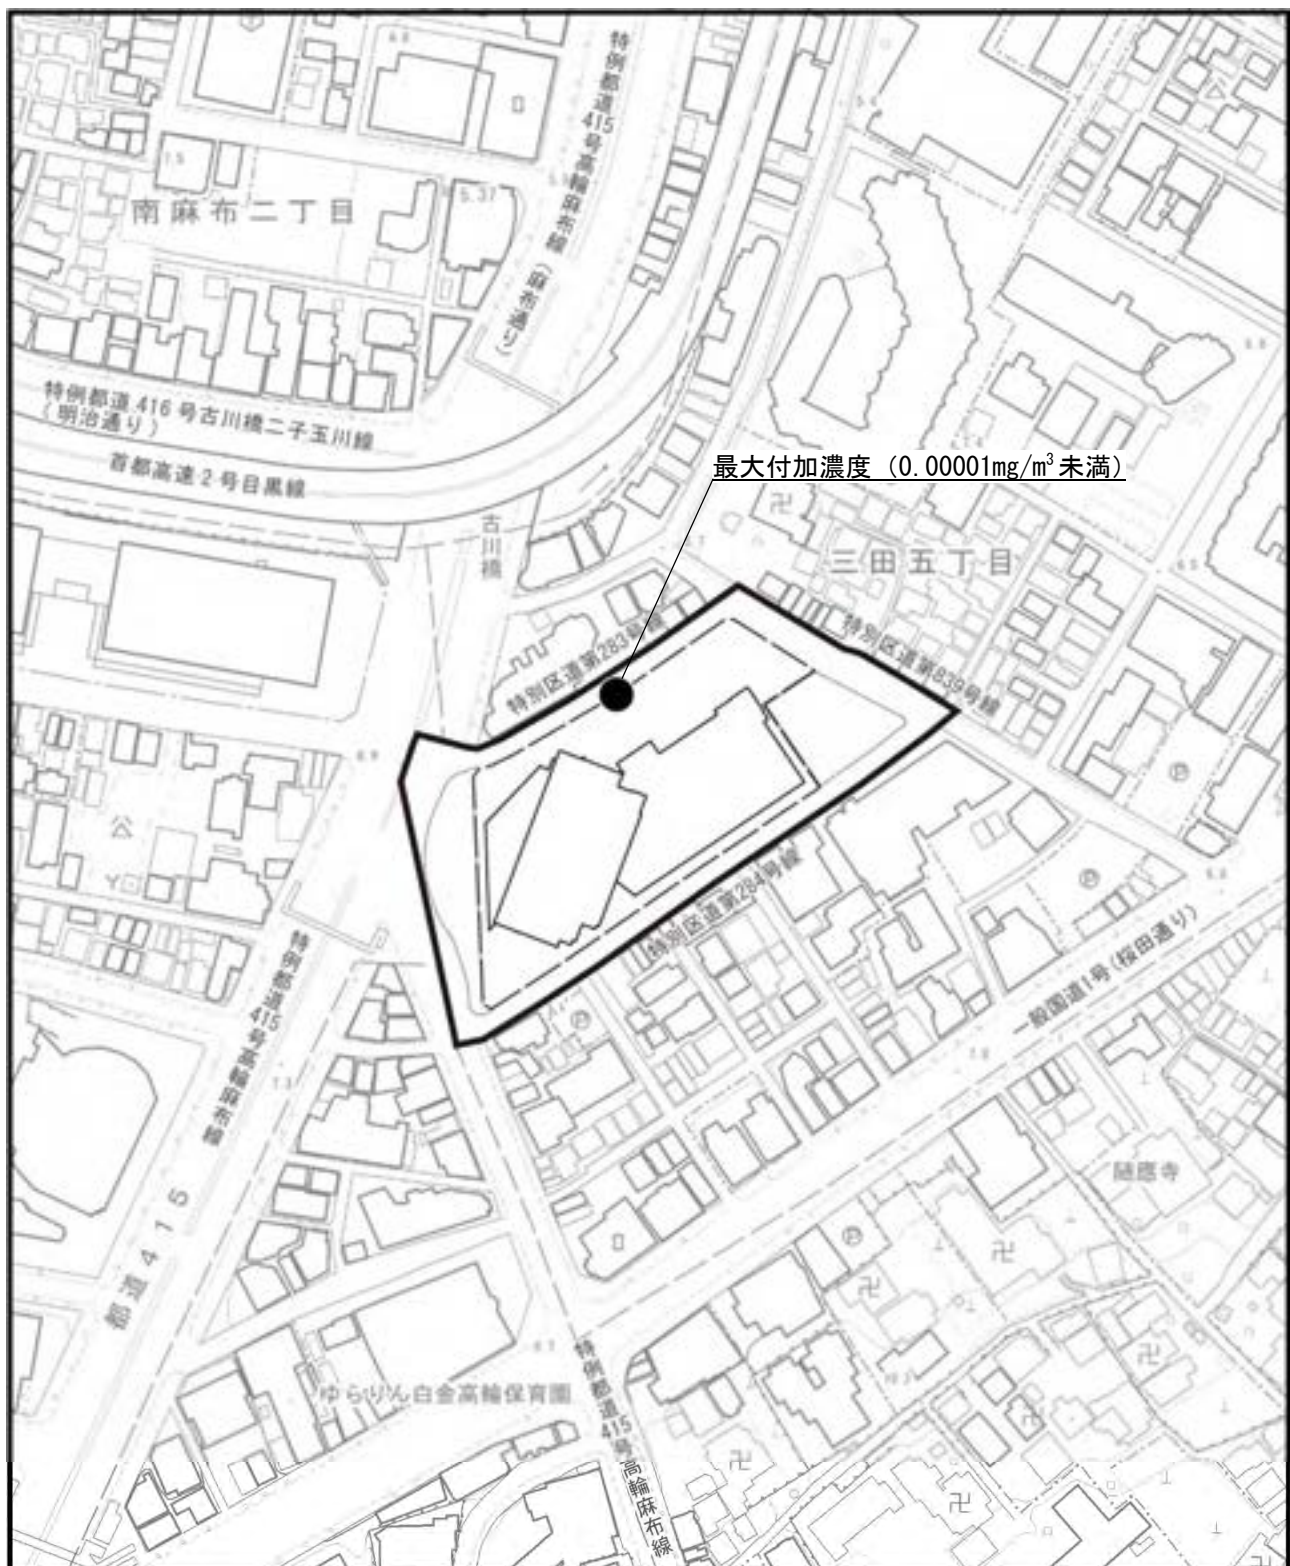 特例都道415号高輪麻布線（麻布通り）
南麻布二丁目
5.37
特例都道416号古川橋二子玉川線
（明治通り）
首都高速2号目黒線
古川橋
最大付加濃度（0.00001mg/m³未満）
三田五丁目
特別区道第283号線
特別区道第839号線
特別区道第284号線
特例都道415号高輪麻布線
一般国道1号（桜田通り）
都道415
随應寺
ゆらりん白金高輪保育園
特例都道415号高輪麻布線